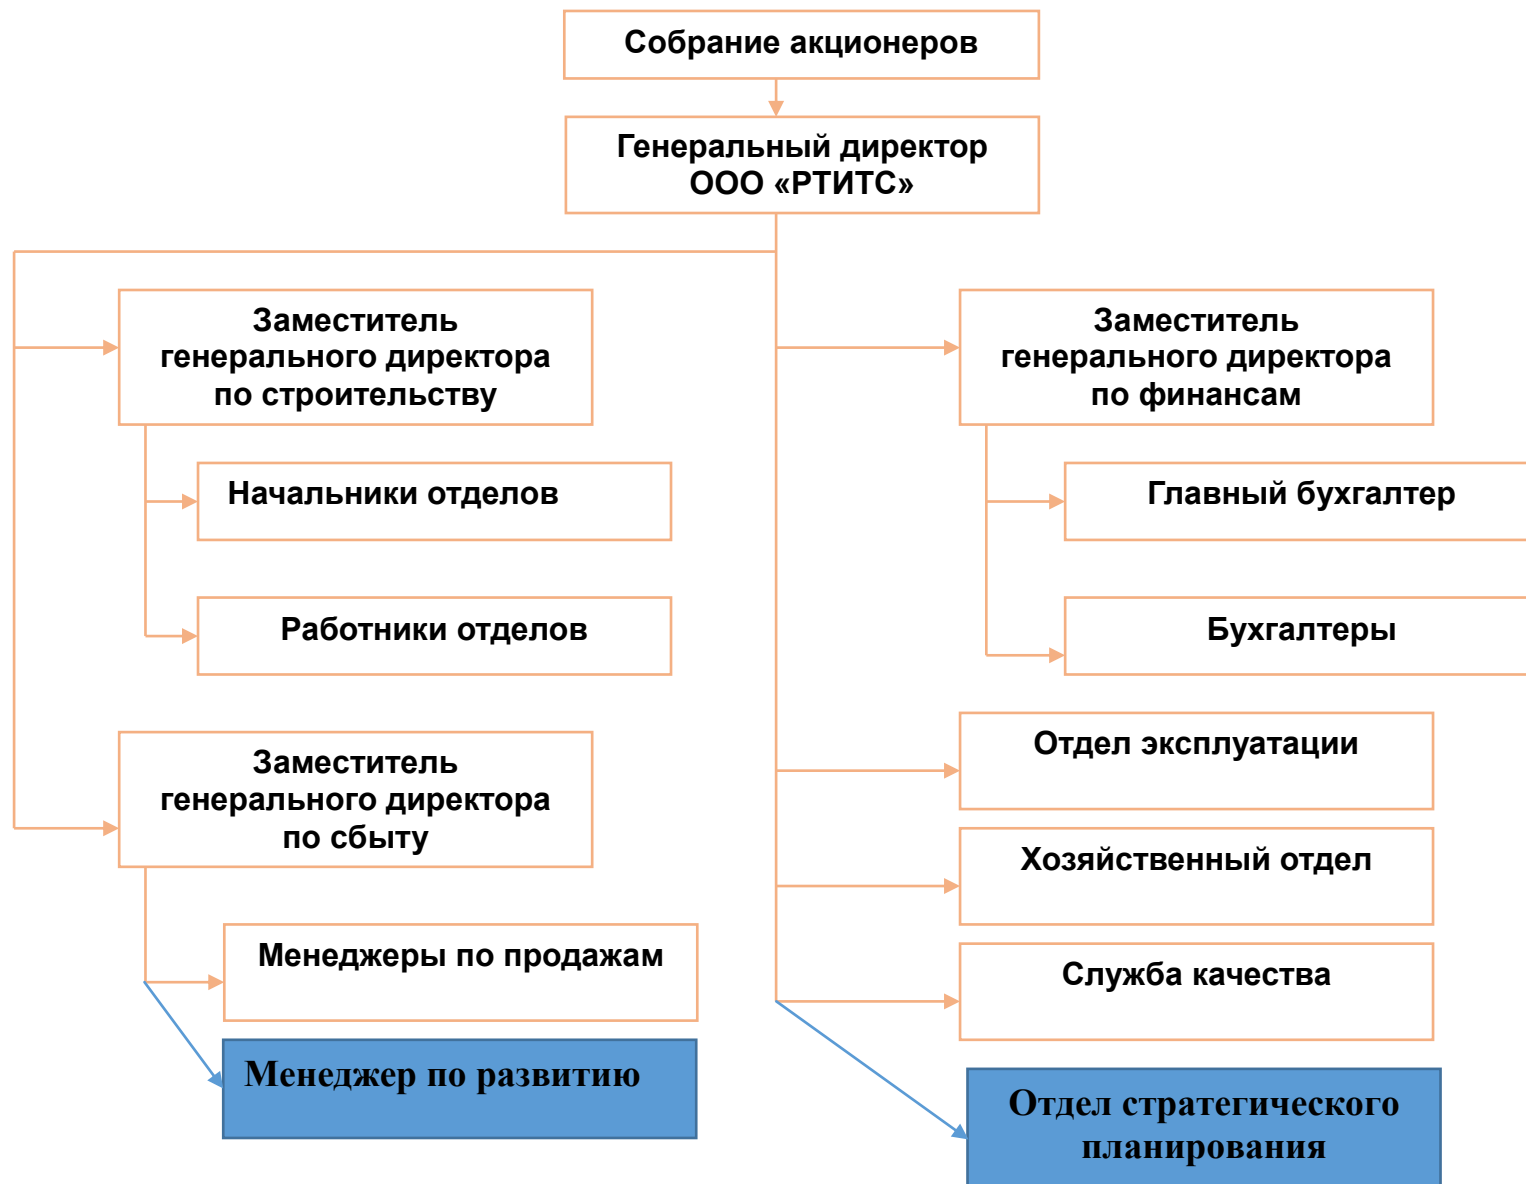 Собрание акционеров
Генеральный директор
ООО «РТИТС»
Заместитель
генерального директора
по строительству
Начальники отделов
Работники отделов
Заместитель
генерального директора
по сбыту
Менеджеры по продажам
Менеджер по развитию
Заместитель
генерального директора
по финансам
Главный бухгалтер
Бухгалтеры
Отдел эксплуатации
Хозяйственный отдел
Служба качества
Отдел стратегического
планирования